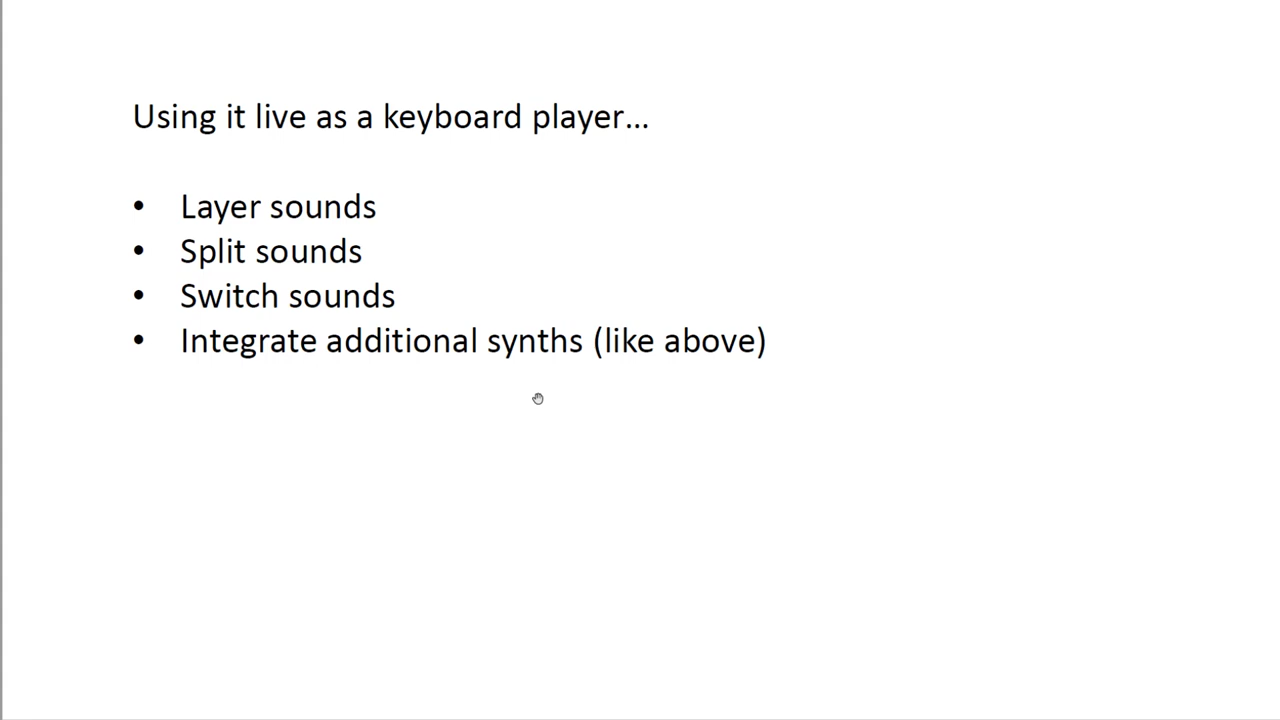 Using it live as a keyboard player...
• Layer sounds
• Split sounds
• Switch sounds
• Integrate additional synths (like above)